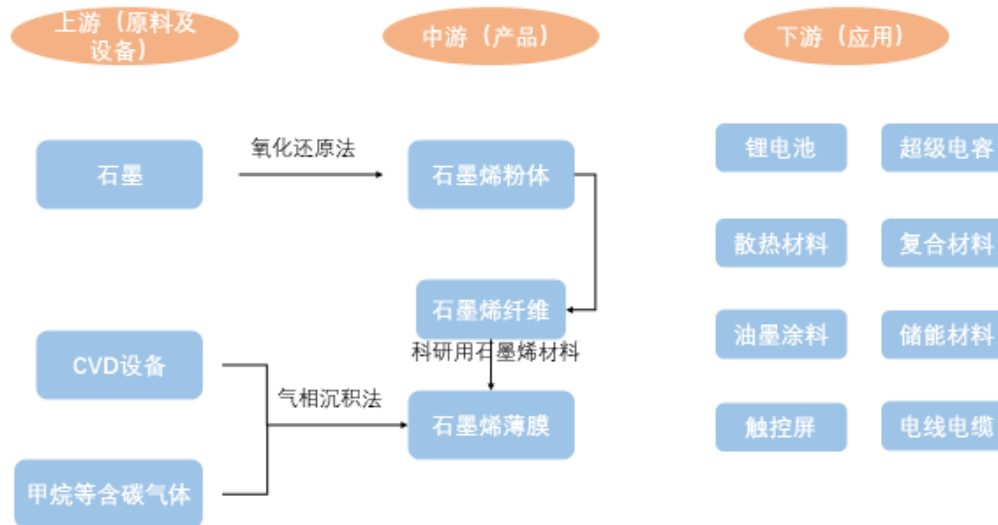 上游（原料及
设备）
中游（产品）
下游（应用）
锂电池
超级电容
氧化还原法
石墨
石墨烯粉体
散热材料
复合材料
石墨烯纤维
油墨涂料
储能材料
科研用石墨烯材料
CVD设备
气相沉积法
石墨烯薄膜
触控屏
电线电缆
甲烷等含碳气体